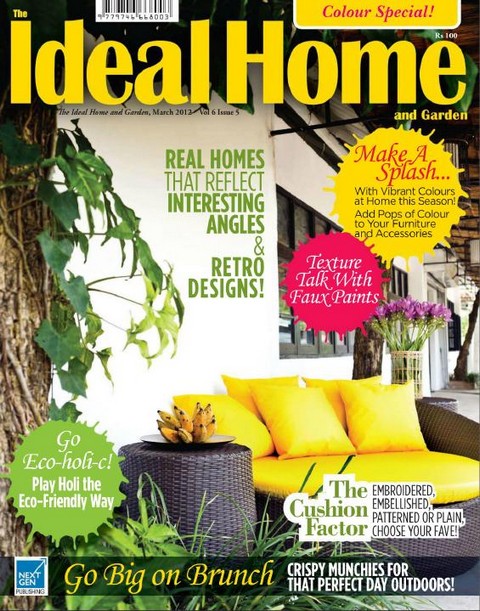 Colour Special!
9 779746 668003
Rs 100
The
Ideal Home
and Garden
The Ideal Home and Garden, March 2012 Vol 6 Issue 5
REAL HOMES
THAT REFLECT
INTERESTING
ANGLES
&
RETRO
DESIGNS!
Make A
Splash...
With Vibrant Colours
at Home this Season!
Add Pops of Colour
to Your Furniture
and Accessories
Texture
Talk With
Faux Paints
Go
Eco-holi-c!
Play Holi the
Eco-Friendly Way
The
Cushion
Factor
EMBROIDERED,
EMBELLISHED,
PATTERNED OR PLAIN,
CHOOSE YOUR FAVE!
NEXT
GEN
PUBLISHING
Go Big on Brunch
CRISPY MUNCHIES FOR
THAT PERFECT DAY OUTDOORS!